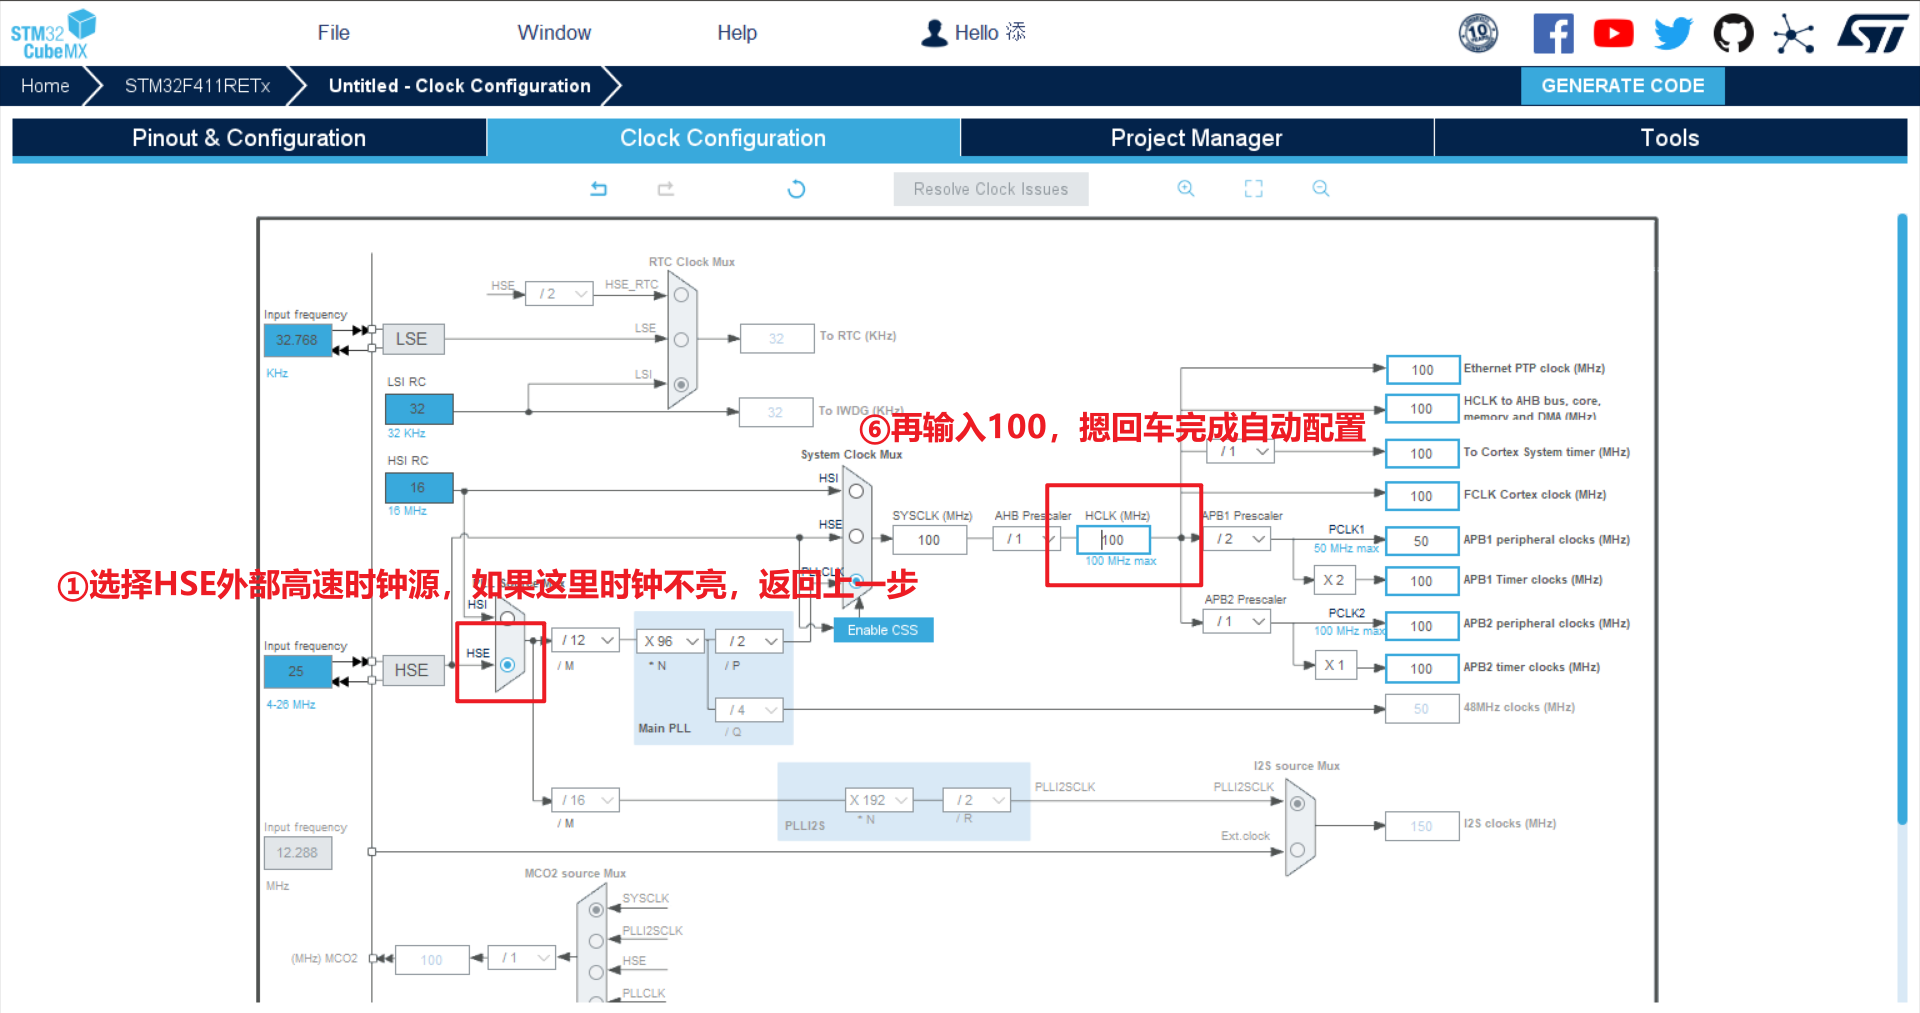 STM32
CubeMX
File
Window
Help
Hello 添
10
ST
Home
STM32F411RETx
Untitled - Clock Configuration
GENERATE CODE
Pinout & Configuration
Clock Configuration
Project Manager
Tools
Resolve Clock Issues
RTC Clock Mux
HSE
/ 2
HSE_RTC
Input frequency
32.768
KHz
LSE
LSE
32
To RTC (KHz)
LSI RC
32
32 KHz
LSI
32
To IWDG (KHz)
100
Ethernet PTP clock (MHz)
100
HCLK to AHB bus, core,
memory and DMA (MHz)
⑥再输入100，摁回车完成自动配置
/ 1
100
To Cortex System timer (MHz)
100
FCLK Cortex clock (MHz)
HSI RC
16
16 MHz
System Clock Mux
HSI
HSE
PLLCLK
SYSCLK (MHz)
100
AHB Prescaler
/ 1
HCLK (MHz)
100
100 MHz max
APB1 Prescaler
/ 2
PCLK1
50 MHz max
50
APB1 peripheral clocks (MHz)
X 2
100
APB1 Timer clocks (MHz)
APB2 Prescaler
/ 1
PCLK2
100 MHz max
100
APB2 peripheral clocks (MHz)
X 1
100
APB2 timer clocks (MHz)
①选择HSE外部高速时钟源，如果这里时钟不亮，返回上一步
HSI
HSE
Enable CSS
Input frequency
25
4-26 MHz
HSE
/ 12
/ M
X 96
* N
/ 2
/ P
/ 4
/ Q
Main PLL
50
48MHz clocks (MHz)
/ 16
/ M
X 192
* N
/ 2
/ R
PLLI2S
PLLI2SCLK
I2S source Mux
PLLI2SCLK
Ext.clock
150
I2S clocks (MHz)
Input frequency
12.288
MHz
MCO2 source Mux
SYSCLK
PLLI2SCLK
HSE
PLLCLK
(MHz) MCO2
100
/ 1